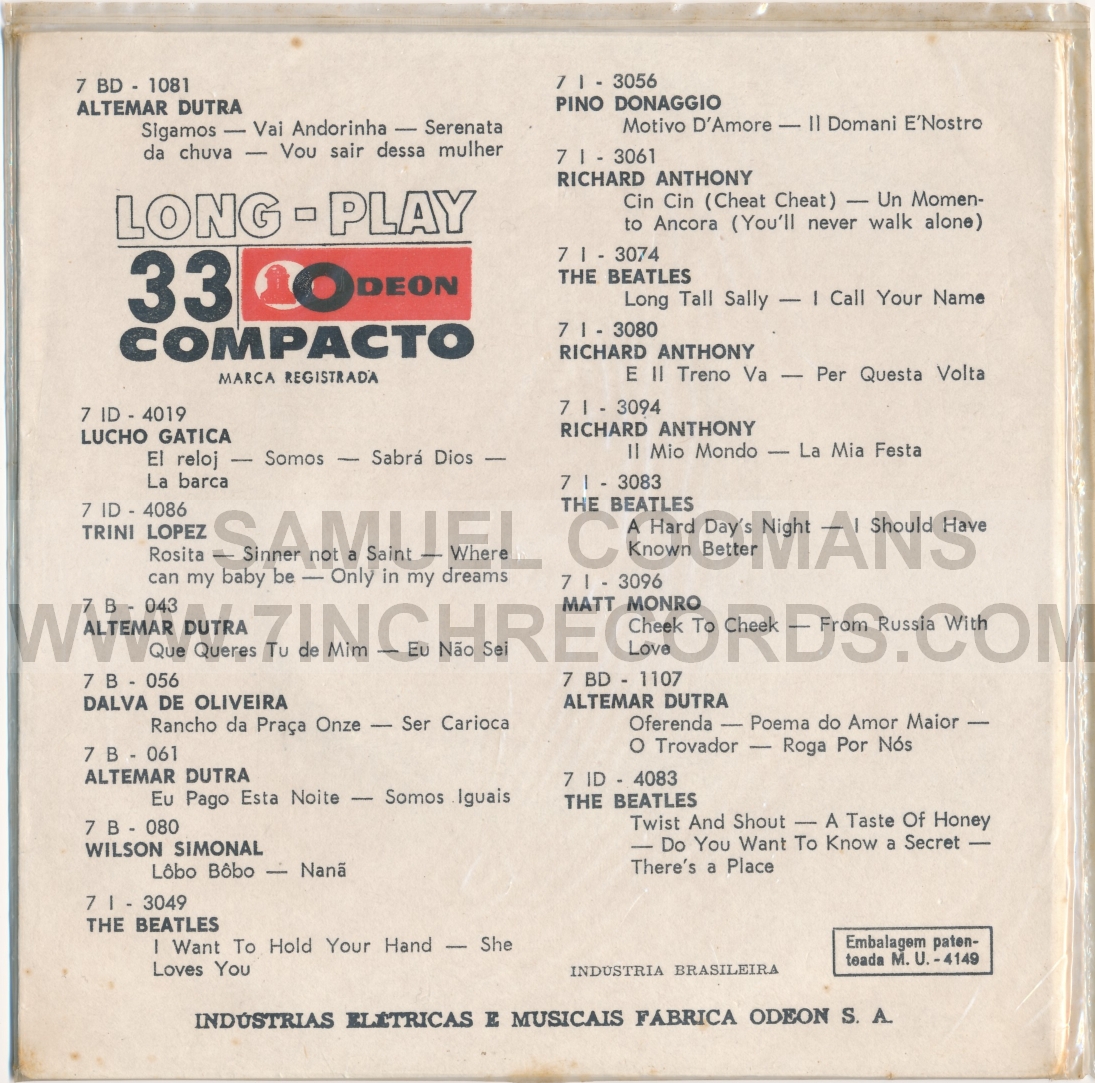 7 BD - 1081
ALTEMAR DUTRA
Sigamos — Vai Andorinha — Serenata
da chuva — Vou sair dessa mulher
LONG-PLAY
33 ODEON
COMPACTO
MARCA REGISTRADA
7 ID - 4019
LUCHO GATICA
El reloj — Somos — Sabrá Dios —
La barca
7 ID - 4086
TRINI LOPEZ
Rosita — Sinner not a Saint — Where
can my baby be — Only in my dreams
7 B - 043
ALTEMAR DUTRA
Que Queres Tu de Mim — Eu Não Sei
7 B - 056
DALVA DE OLIVEIRA
Rancho da Praça Onze — Ser Carioca
7 B - 061
ALTEMAR DUTRA
Eu Pago Esta Noite — Somos Iguais
7 B - 080
WILSON SIMONAL
Lôbo Bôbo — Nanã
7 I - 3049
THE BEATLES
I Want To Hold Your Hand — She
Loves You
7 I - 3056
PINO DONAGGIO
Motivo D'Amore — Il Domani E'Nostro
7 I - 3061
RICHARD ANTHONY
Cin Cin (Cheat Cheat) — Un Momen-
to Ancora (You'll never walk alone)
7 I - 3074
THE BEATLES
Long Tall Sally — I Call Your Name
7 I - 3080
RICHARD ANTHONY
E Il Treno Va — Per Questa Volta
7 I - 3094
RICHARD ANTHONY
Il Mio Mondo — La Mia Festa
7 I - 3083
THE BEATLES
A Hard Day's Night — I Should Have
Known Better
7 I - 3096
MATT MONRO
Cheek To Cheek — From Russia With
Love
7 BD - 1107
ALTEMAR DUTRA
Oferenda — Poema do Amor Maior —
O Trovador — Roga Por Nós
7 ID - 4083
THE BEATLES
Twist And Shout — A Taste Of Honey
— Do You Want To Know a Secret —
There's a Place
INDÚSTRIA BRASILEIRA
Embalagem paten-
teada M. U. - 4149
INDÚSTRIAS ELÉTRICAS E MUSICAIS FÁBRICA ODEON S. A.
SAMUEL COOMANS
WWW.7INCHRECORDS.COM